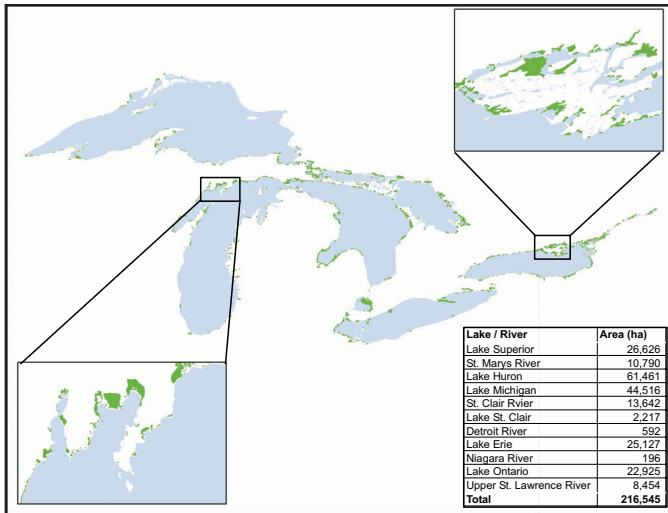 Lake / River Area (ha)
Lake Superior 26,626
St. Marys River 10,790
Lake Huron 61,461
Lake Michigan 44,516
St. Clair Rvier 13,642
Lake St. Clair 2,217
Detroit River 592
Lake Erie 25,127
Niagara River 196
Lake Ontario 22,925
Upper St. Lawrence River 8,454
Total 216,545